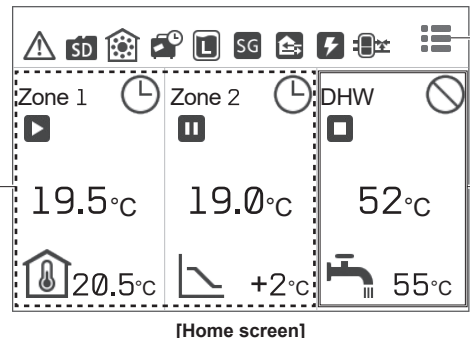 SD L SG
Zone 1 Zone 2 DHW
19.5°C 19.0°C 52°C
20.5°C +2°C 55°C
[Home screen]